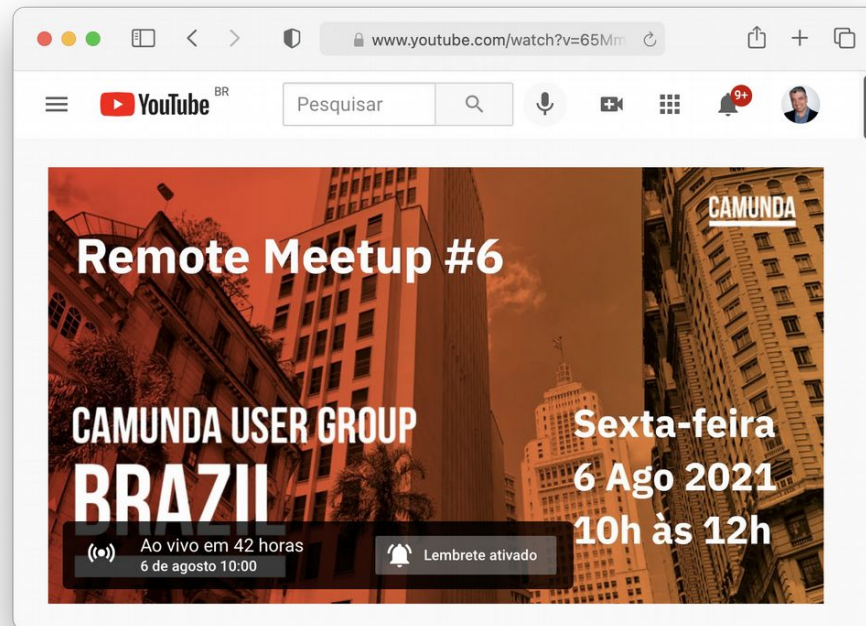 www.youtube.com/watch?v=65Mm
YouTube BR
Pesquisar
9+
CAMUNDA
Remote Meetup #6
CAMUNDA USER GROUP
BRAZIL
Sexta-feira
6 Ago 2021
10h às 12h
Ao vivo em 42 horas
6 de agosto 10:00
Lembrete ativado